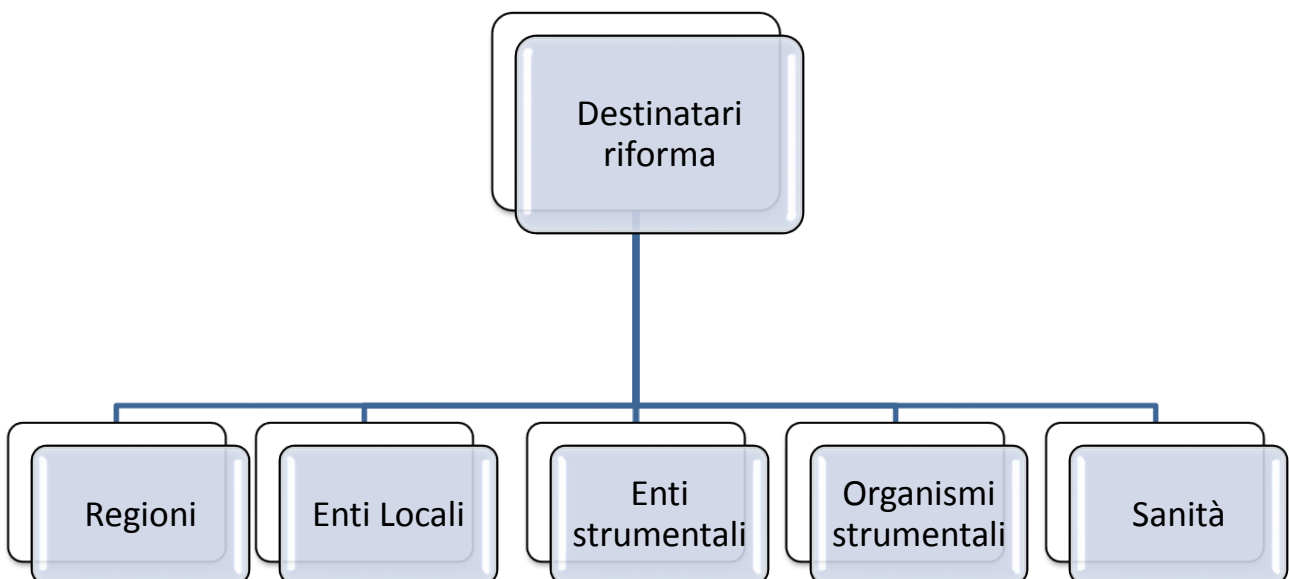 Destinatari
riforma
Regioni
Enti Locali
Enti
strumentali
Organismi
strumentali
Sanità